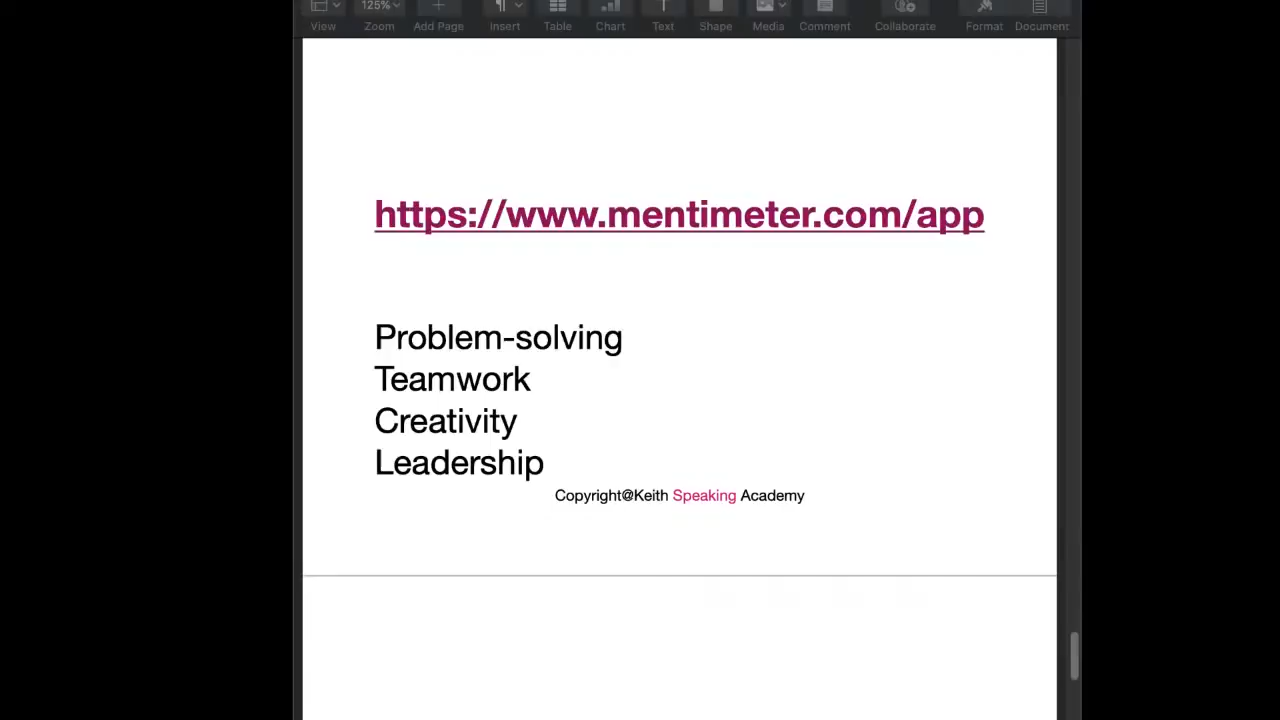 125%
View Zoom Add Page Insert Table Chart Text Shape Media Comment Collaborate Format Document
https://www.mentimeter.com/app
Problem-solving
Teamwork
Creativity
Leadership
Copyright@Keith Speaking Academy